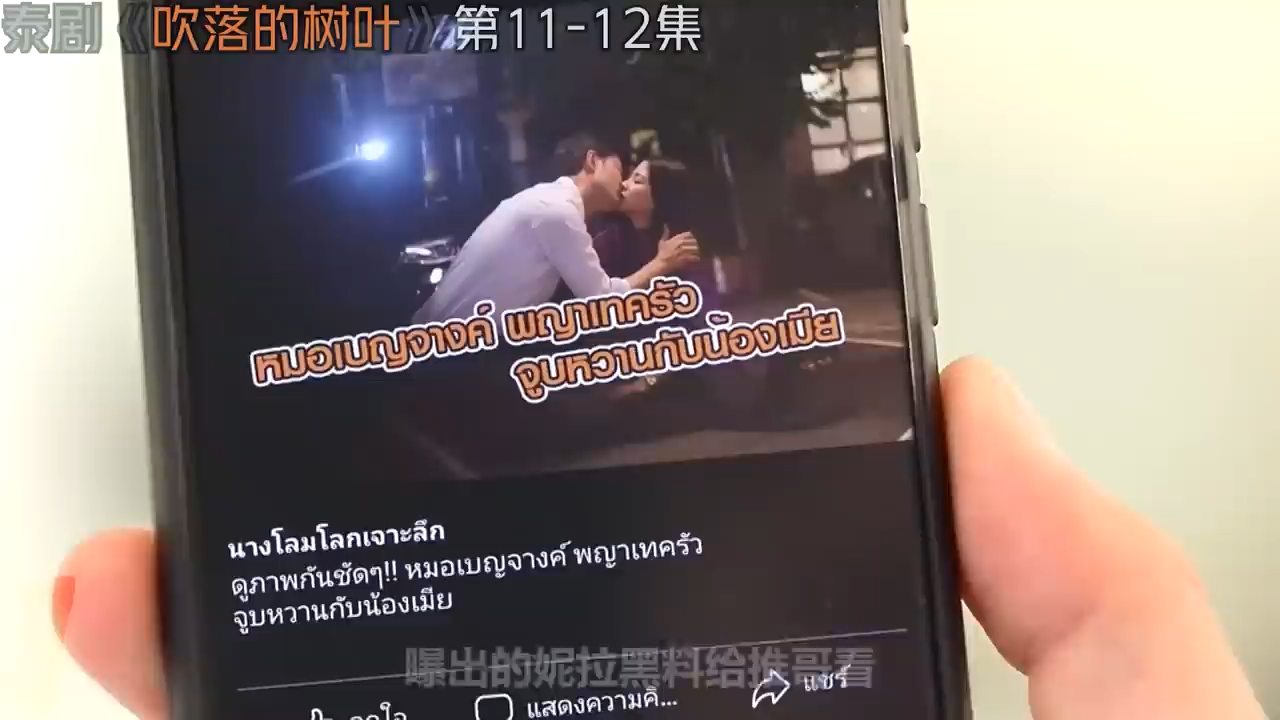 泰剧《吹落的树叶》第11-12集
หมอเบญจางค์ พญาเทครัว
จูบหวานกับน้องเมีย
นางโลมโลกเจาะลึก
ดูภาพกันชัดๆ!! หมอเบญจางค์ พญาเทครัว
จูบหวานกับน้องเมีย
曝出的妮拉黑料给推哥看
ถูกใจ
แสดงความคิ...
แชร์